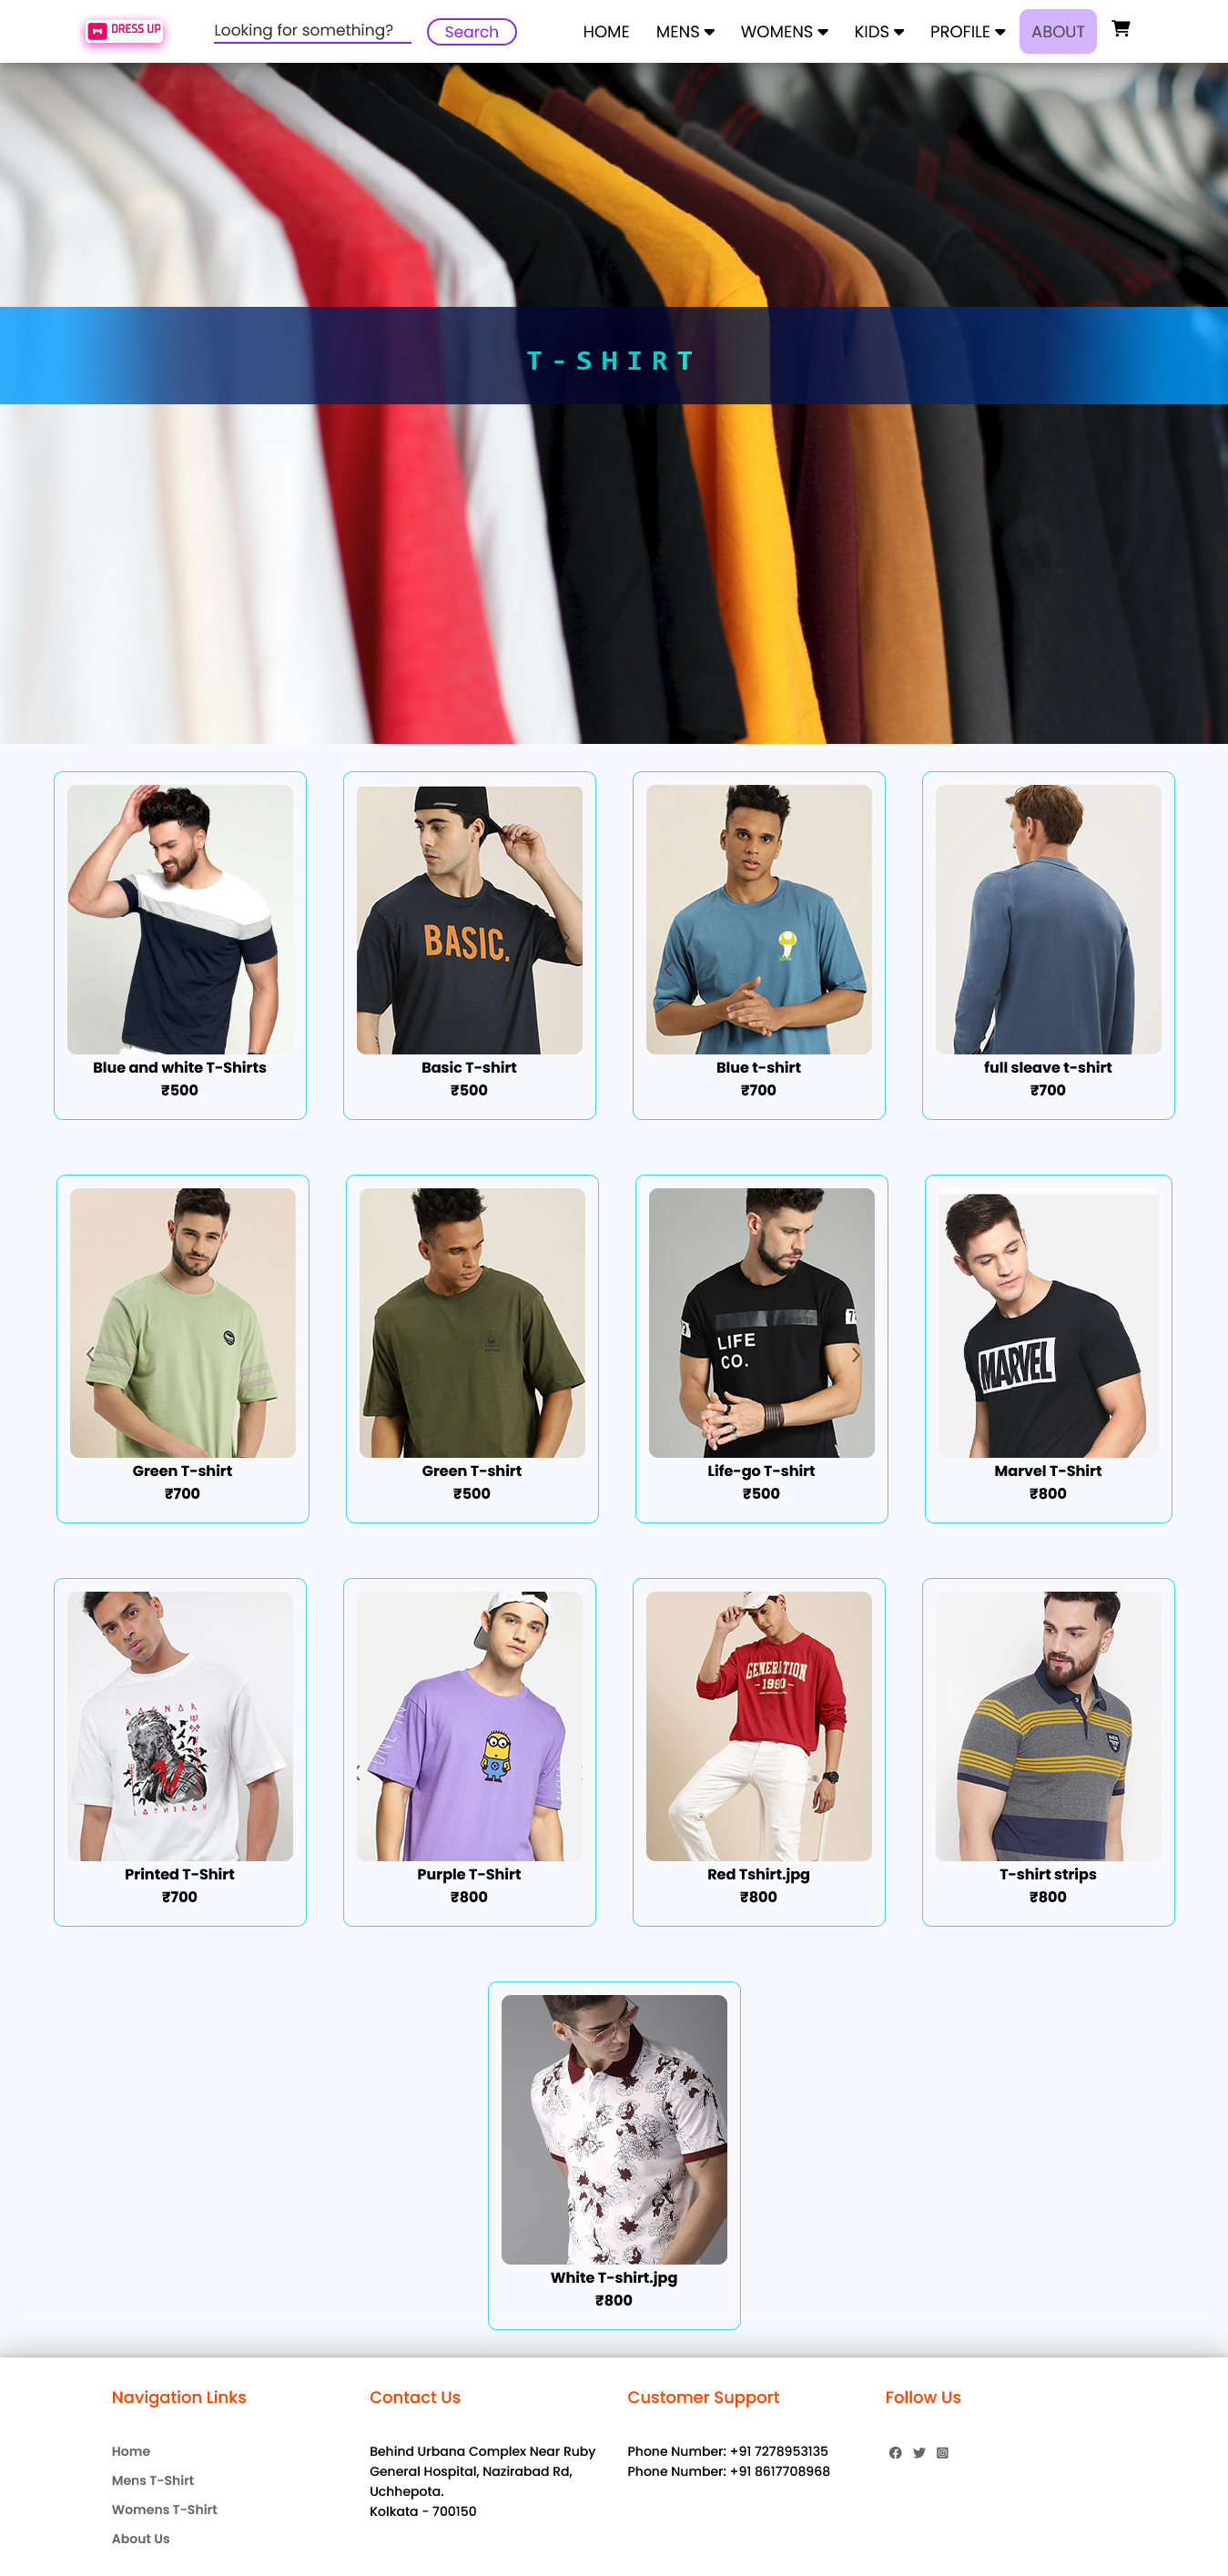 DRESS UP
Looking for something?
Search
HOME
MENS
WOMENS
KIDS
PROFILE
ABOUT
T-SHIRT
BASIC.
Blue and white T-Shirts
₹500
Basic T-shirt
₹500
Blue t-shirt
₹700
full sleave t-shirt
₹700
LIFE
CO.
MARVEL
Green T-shirt
₹700
Green T-shirt
₹500
Life-go T-shirt
₹500
Marvel T-Shirt
₹800
GENERATION
1990
Printed T-Shirt
₹700
Purple T-Shirt
₹800
Red Tshirt.jpg
₹800
T-shirt strips
₹800
White T-shirt.jpg
₹800
Navigation Links
Home
Mens T-Shirt
Womens T-Shirt
About Us
Contact Us
Behind Urbana Complex Near Ruby
General Hospital, Nazirabad Rd,
Uchhepota.
Kolkata - 700150
Customer Support
Phone Number: +91 7278953135
Phone Number: +91 8617708968
Follow Us